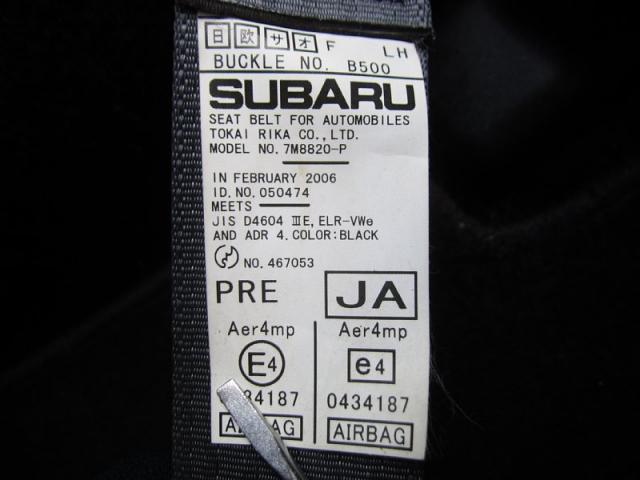 日 欧 サ オ F LH
BUCKLE NO. B500
SUBARU
SEAT BELT FOR AUTOMOBILES
TOKAI RIKA CO., LTD.
MODEL NO. 7M8820-P
IN FEBRUARY 2006
ID. NO. 050474
MEETS
JIS D4604 ⅢE, ELR-VWe
AND ADR 4. COLOR:BLACK
NO. 467053
PRE JA
Aer4mp Aer4mp
E4 e4
34187 0434187
AIRBAG AIRBAG